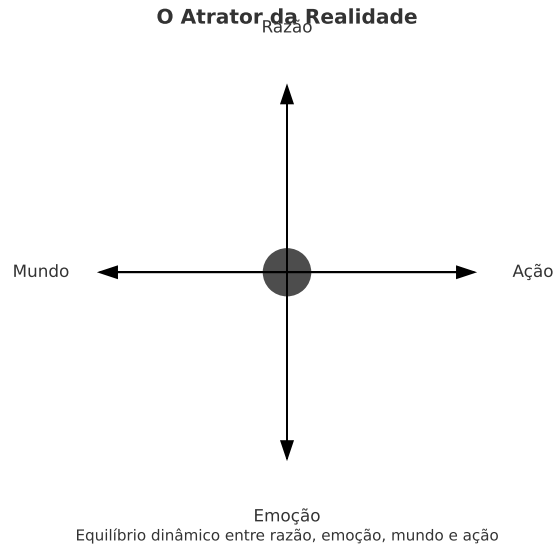 O Atrator da Realidade
Razão
Mundo
Ação
Emoção
Equilíbrio dinâmico entre razão, emoção, mundo e ação